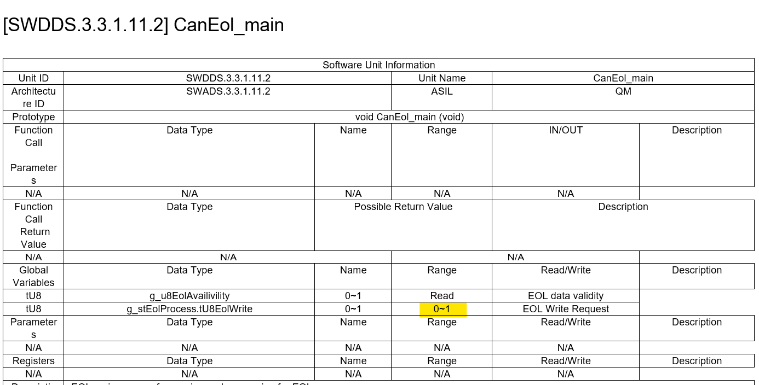 [SWDDS.3.3.1.11.2] CanEol_main
Software Unit Information
Unit ID SWDDS.3.3.1.11.2 Unit Name CanEol_main
Architectu
re ID SWADS.3.3.1.11.2 ASIL QM
Prototype void CanEol_main (void)
Function
Call
Parameter
s Data Type Name Range IN/OUT Description
N/A N/A N/A N/A N/A
Function
Call
Return
Value Data Type Possible Return Value Description
N/A N/A N/A
Global
Variables Data Type Name Range Read/Write Description
tU8 g_u8EolAvailivility 0~1 Read EOL data validity
tU8 g_stEolProcess.tU8EolWrite 0~1 0~1 EOL Write Request
Parameter
s Data Type Name Range Read/Write Description
N/A N/A N/A N/A N/A
Registers Data Type Name Range Read/Write Description
N/A N/A N/A N/A N/A